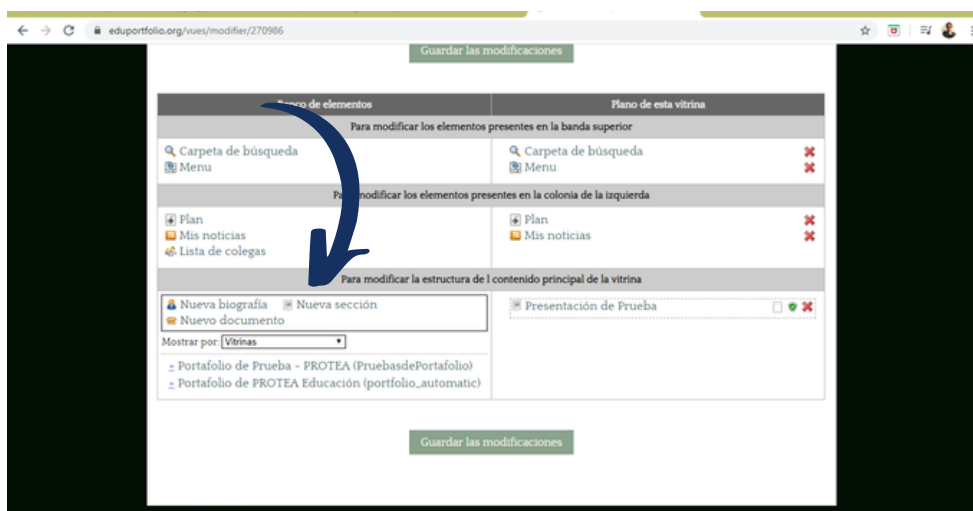 eduportfolio.org/vues/modifier/270986
Guardar las modificaciones
Banco de elementos
Plano de esta vitrina
Para modificar los elementos presentes en la banda superior
Carpeta de búsqueda
Menu
Carpeta de búsqueda
Menu
modificar los elementos presentes en la colonia de la izquierda
Plan
Mis noticias
Lista de colegas
Plan
Mis noticias
Para modificar la estructura de l contenido principal de la vitrina
Nueva biografía Nueva sección
Nuevo documento
Mostrar por: Vitrinas
+ Portafolio de Prueba - PROTEA (PruebasdePortafolio)
+ Portafolio de PROTEA Educación (portfolio_automatic)
Presentación de Prueba
Guardar las modificaciones